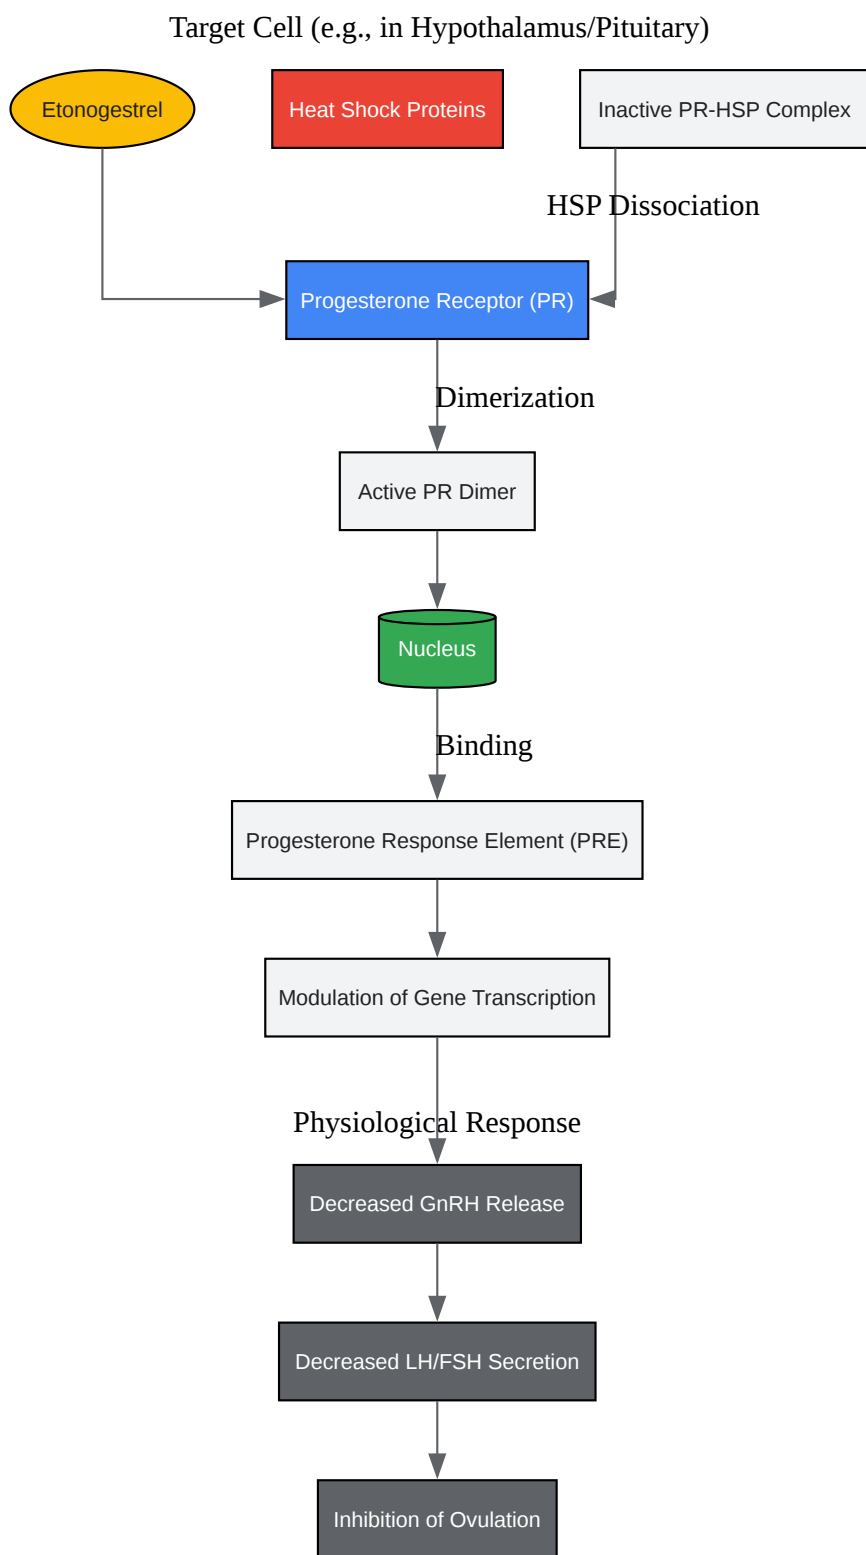 Target Cell (e.g., in Hypothalamus/Pituitary)
Etonogestrel
Heat Shock Proteins
Inactive PR-HSP Complex
HSP Dissociation
Progesterone Receptor (PR)
Dimerization
Active PR Dimer
Nucleus
Binding
Progesterone Response Element (PRE)
Modulation of Gene Transcription
Physiological Response
Decreased GnRH Release
Decreased LH/FSH Secretion
Inhibition of Ovulation